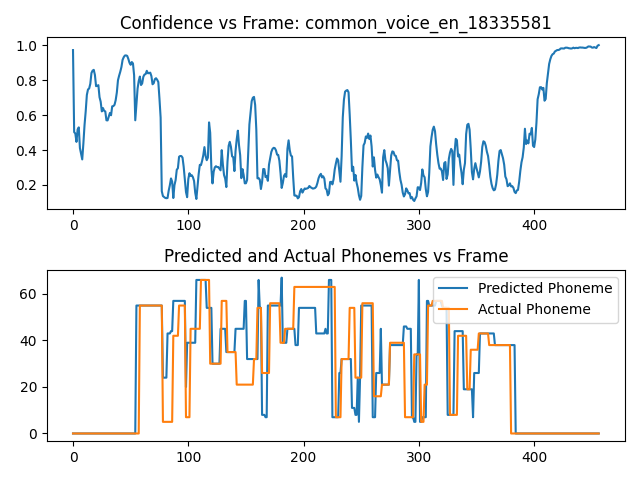 Confidence vs Frame: common_voice_en_18335581
1.0
0.8
0.6
0.4
0.2
0 100 200 300 400
Predicted and Actual Phonemes vs Frame
60
40
20
0
Predicted Phoneme
Actual Phoneme
0 100 200 300 400